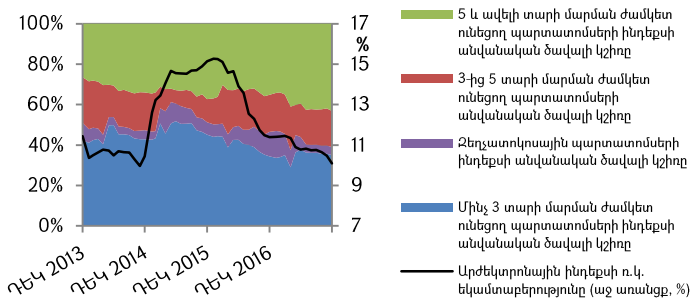 100%
80%
60%
40%
20%
0%
17
%
15
13
11
9
7
ԴԵԿ 2013
ԴԵԿ 2014
ԴԵԿ 2015
ԴԵԿ 2016
5 և ավելի տարի մարման ժամկետ
ունեցող պարտատոմսերի ինդեքսի
անվանական ծավալի կշիռը
3-ից 5 տարի մարման ժամկետ
ունեցող պարտատոմսերի
անվանական ծավալի կշիռը
Զեղչատոկոսային պարտատոմսերի
ինդեքսի անվանական ծավալի կշիռը
Մինչ 3 տարի մարման ժամկետ
ունեցող պարտատոմսերի ինդեքսի
անվանական ծավալի կշիռը
Արժեկտրոնային ինդեքսի ո.կ.
եկամտաբերությունը (աջ առանցք, %)